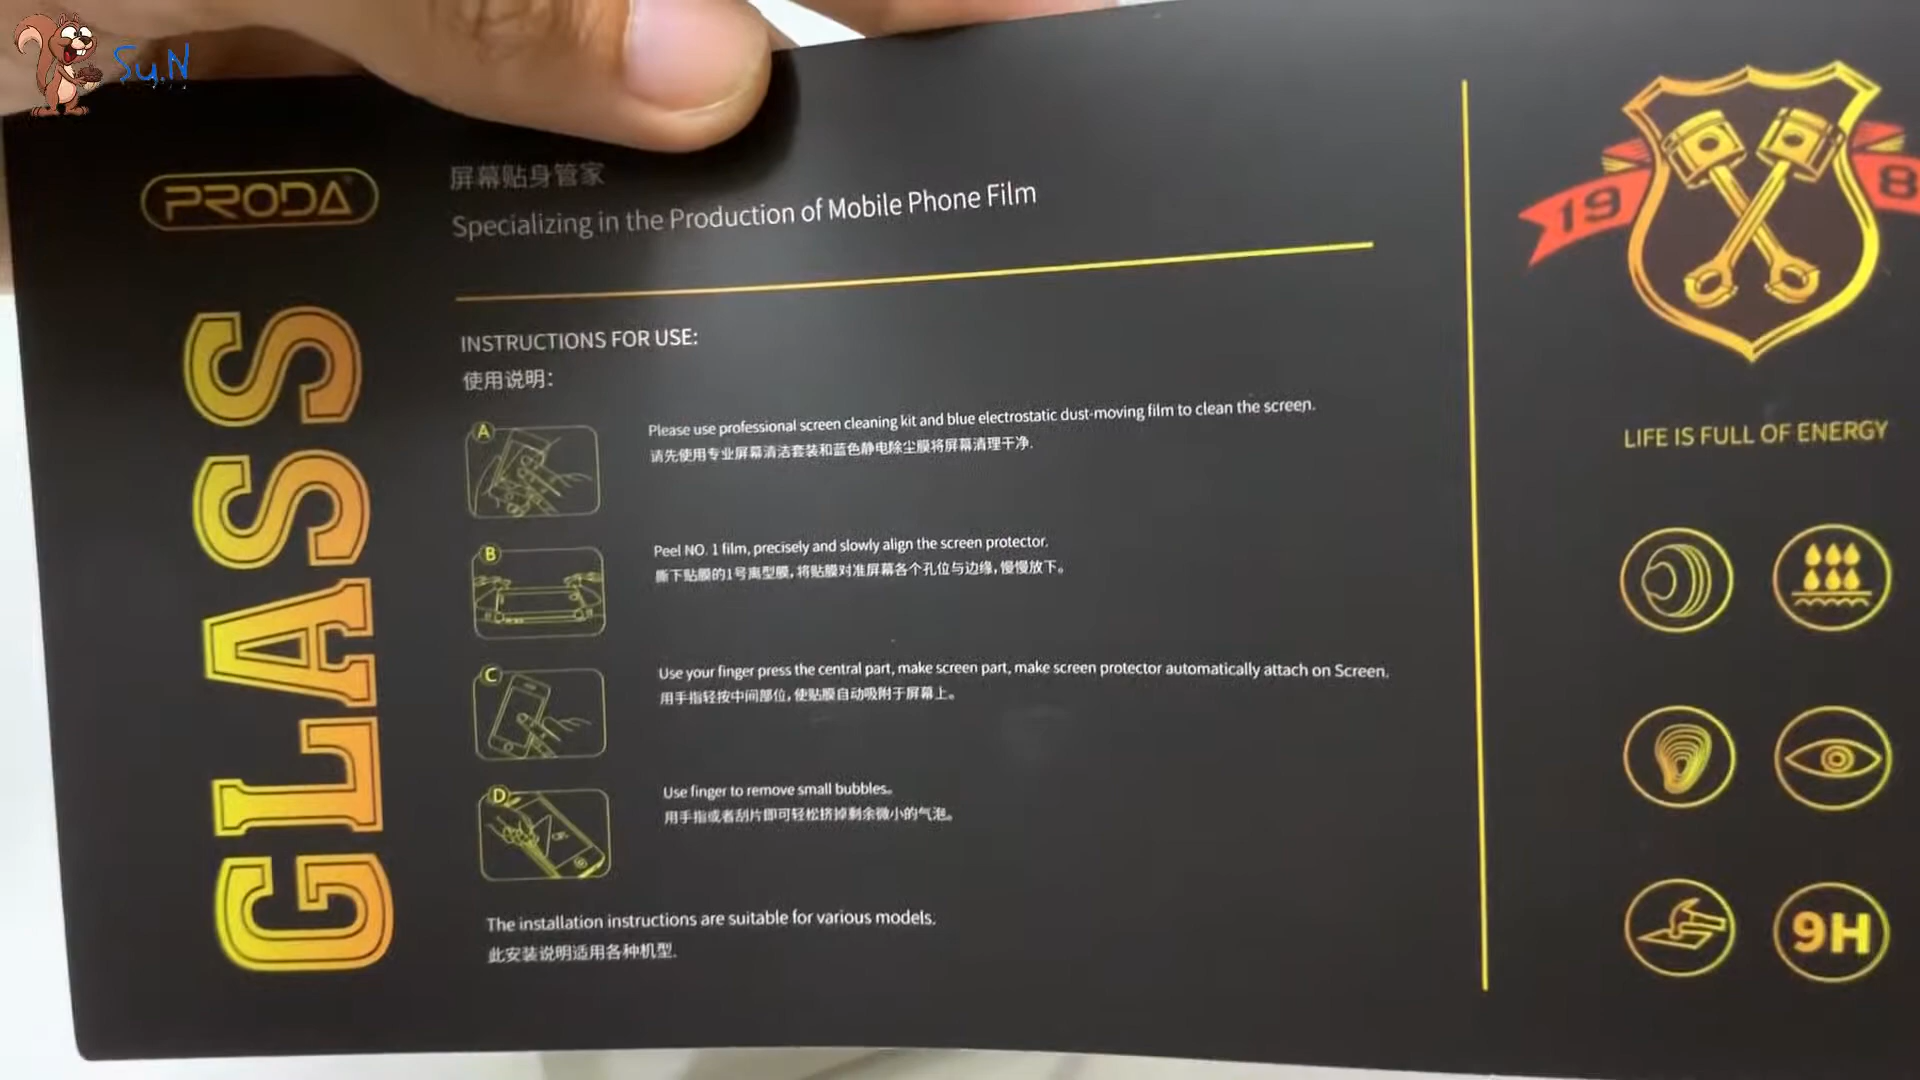 Su.N
PRODA
GLASS
屏幕贴身管家
Specializing in the Production of Mobile Phone Film
INSTRUCTIONS FOR USE:
使用说明:
A
Please use professional screen cleaning kit and blue electrostatic dust-moving film to clean the screen.
请先使用专业屏幕清洁套装和蓝色静电除尘膜将屏幕清理干净.
B
Peel NO. 1 film, precisely and slowly align the screen protector.
撕下贴膜的1号离型膜,将贴膜对准屏幕各个孔位与边缘,慢慢放下。
C
Use your finger press the central part, make screen part, make screen protector automatically attach on Screen.
用手指轻按中间部位,使贴膜自动吸附于屏幕上。
D
Use finger to remove small bubbles。
用手指或者刮片即可轻松挤掉剩余微小的气泡。
The installation instructions are suitable for various models.
此安装说明适用各种机型.
19 8
LIFE IS FULL OF ENERGY
9H